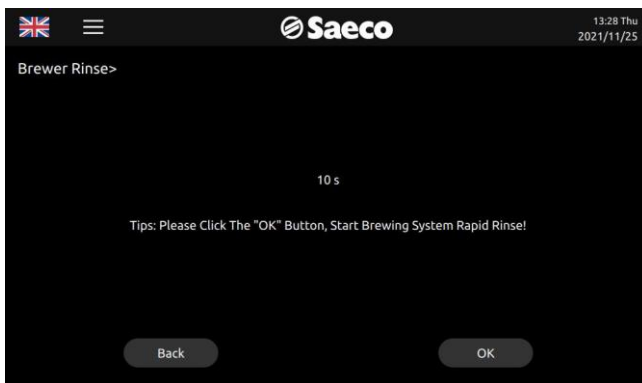 Saeco
13:28 Thu
2021/11/25
Brewer Rinse>
10 s
Tips: Please Click The "OK" Button, Start Brewing System Rapid Rinse!
Back
OK